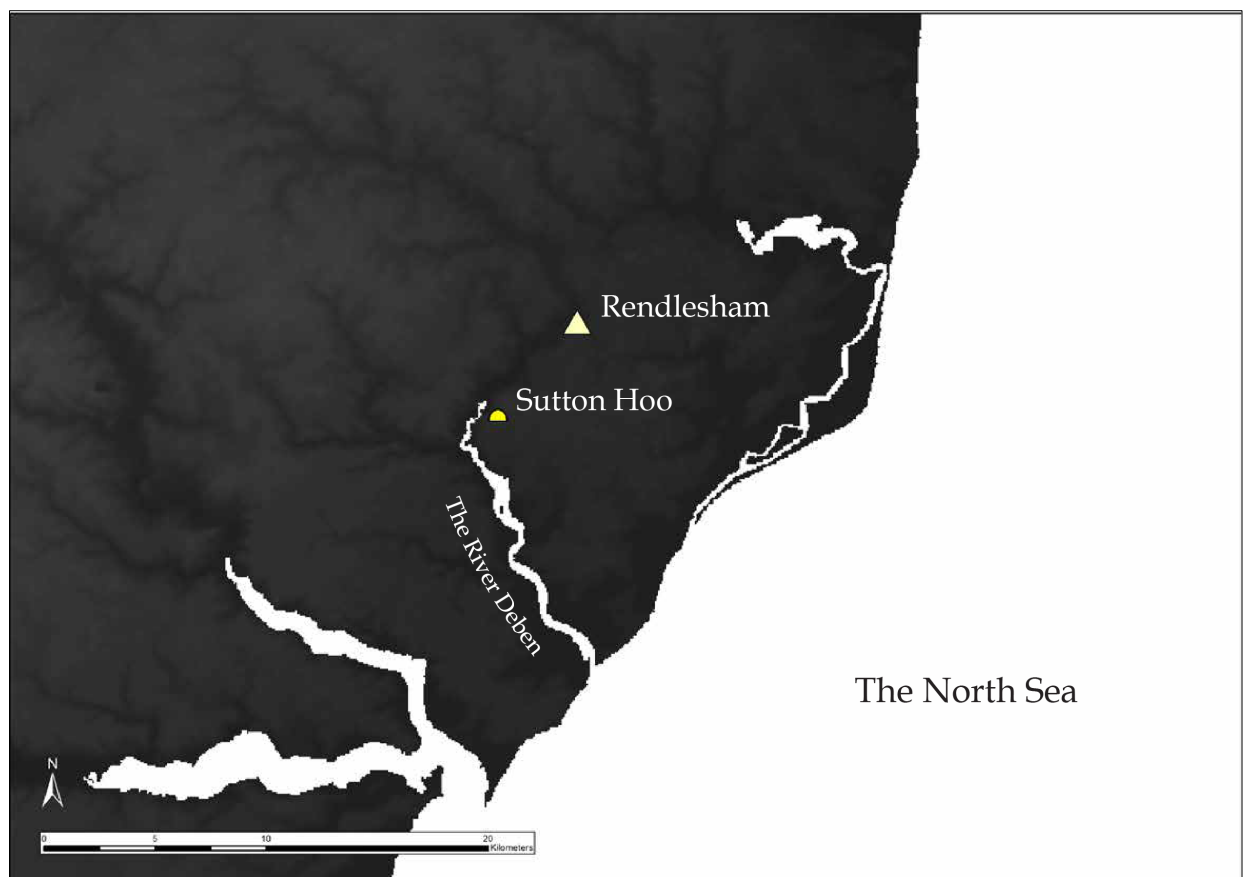 Rendlesham
Sutton Hoo
The River Deben
The North Sea
N
0 5 10 20
Kilometers